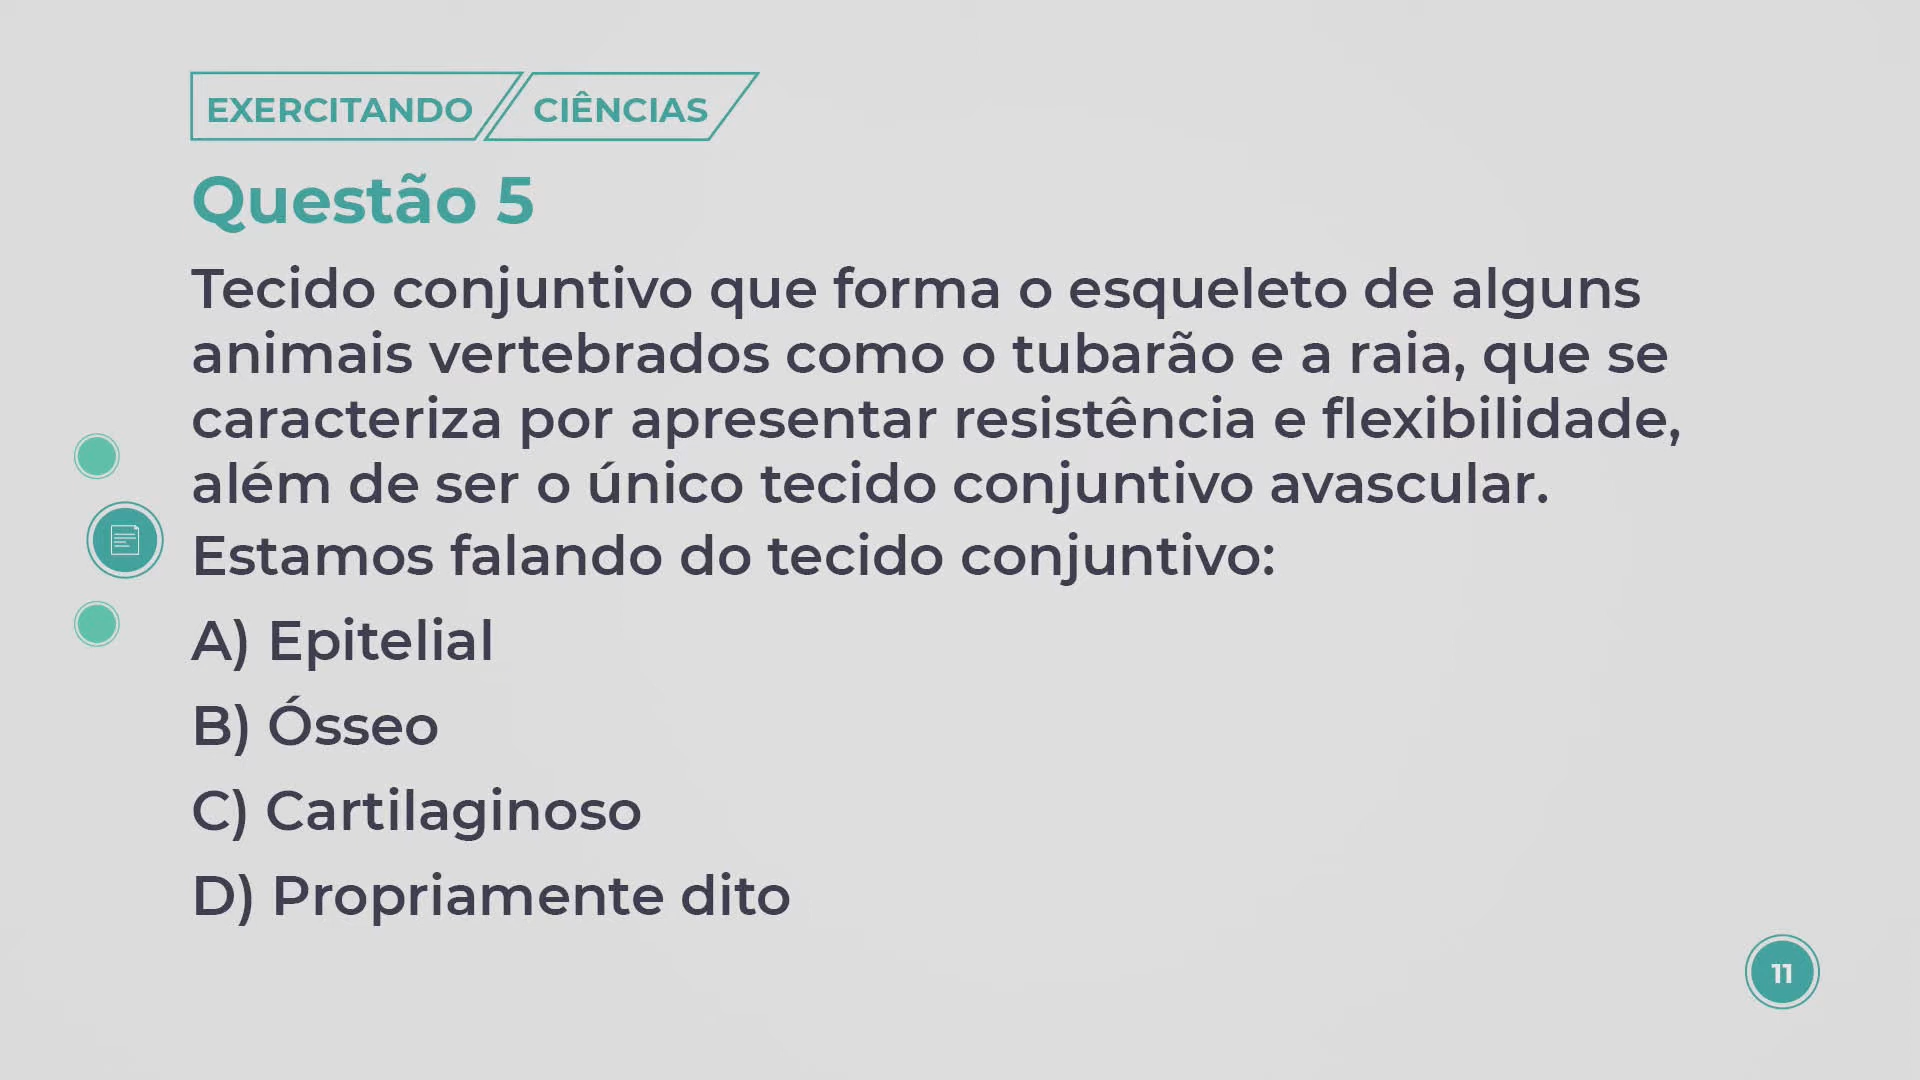 EXERCITANDO CIÊNCIAS
Questão 5
Tecido conjuntivo que forma o esqueleto de alguns
animais vertebrados como o tubarão e a raia, que se
caracteriza por apresentar resistência e flexibilidade,
além de ser o único tecido conjuntivo avascular.
Estamos falando do tecido conjuntivo:
A) Epitelial
B) Ósseo
C) Cartilaginoso
D) Propriamente dito
11